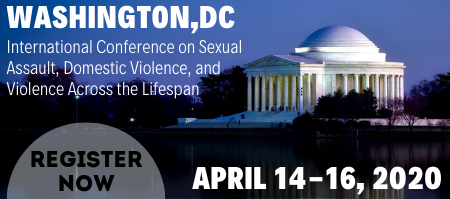 WASHINGTON,DC
International Conference on Sexual
Assault, Domestic Violence, and
Violence Across the Lifespan
REGISTER
NOW
APRIL 14-16, 2020